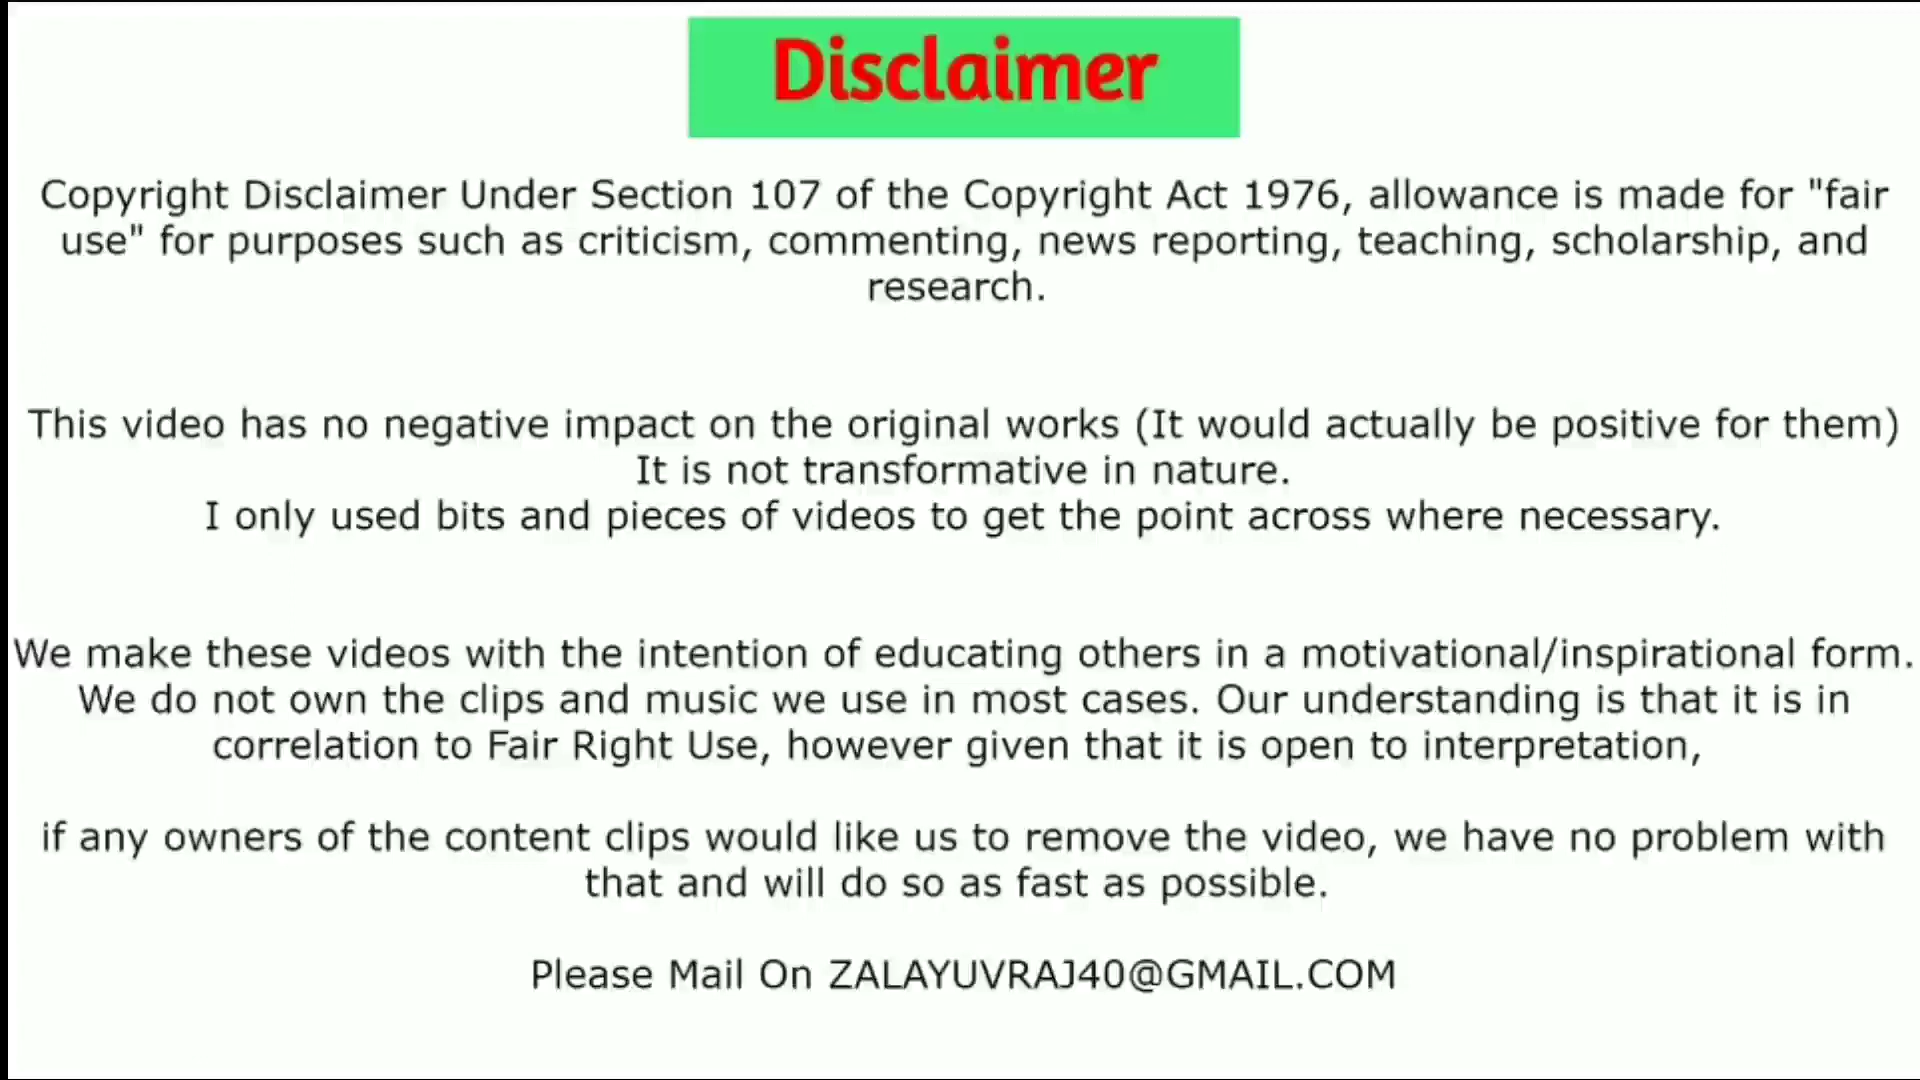 Disclaimer
Copyright Disclaimer Under Section 107 of the Copyright Act 1976, allowance is made for "fair
use" for purposes such as criticism, commenting, news reporting, teaching, scholarship, and
research.
This video has no negative impact on the original works (It would actually be positive for them)
It is not transformative in nature.
I only used bits and pieces of videos to get the point across where necessary.
We make these videos with the intention of educating others in a motivational/inspirational form.
We do not own the clips and music we use in most cases. Our understanding is that it is in
correlation to Fair Right Use, however given that it is open to interpretation,
if any owners of the content clips would like us to remove the video, we have no problem with
that and will do so as fast as possible.
Please Mail On ZALAYUVRAJ40@GMAIL.COM